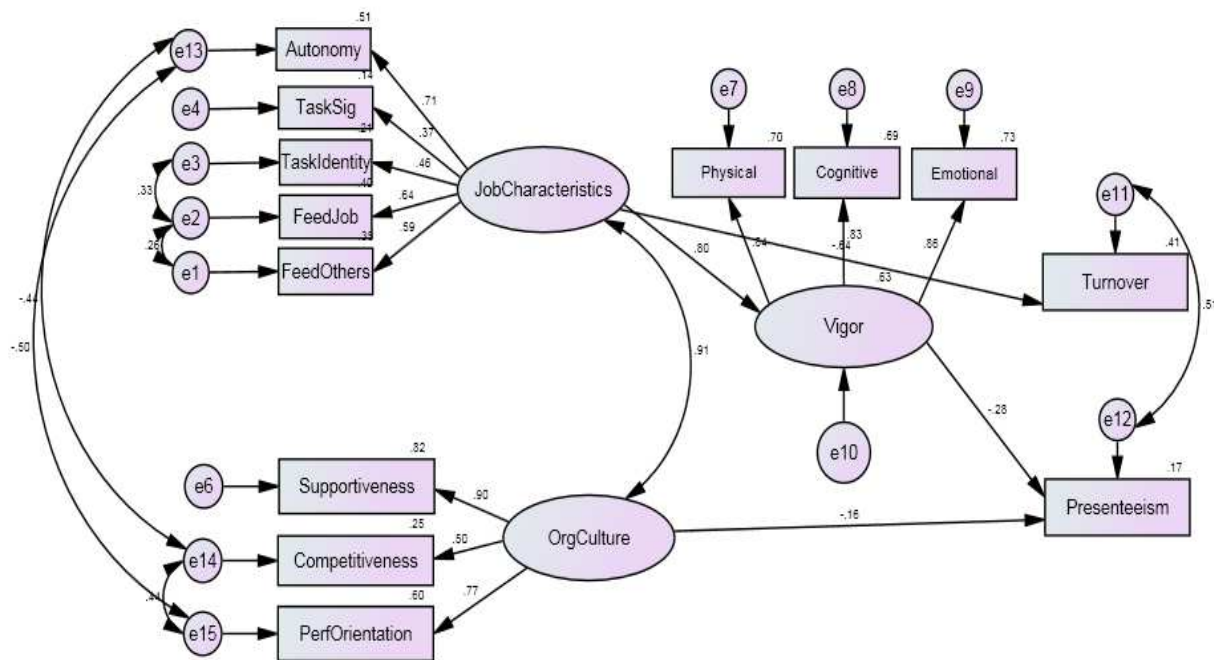 .51
e13
Autonomy
.14
.71
e4
TaskSig
.37
.21
e3
TaskIdentity
.46
.40
.33
e2
FeedJob
.64
.35
.26
e1
FeedOthers
.59
JobCharacteristics
e7
e8
e9
.70
.69
.73
Physical
Cognitive
Emotional
e11
.41
Turnover
.80
.83
-.64
.86
.63
Vigor
.51
-.44
-.50
.91
e10
-.28
e12
.17
Presenteeism
.82
e6
Supportiveness
.90
-.16
OrgCulture
.25
e14
Competitiveness
.50
.60
.77
e15
PerfOrientation